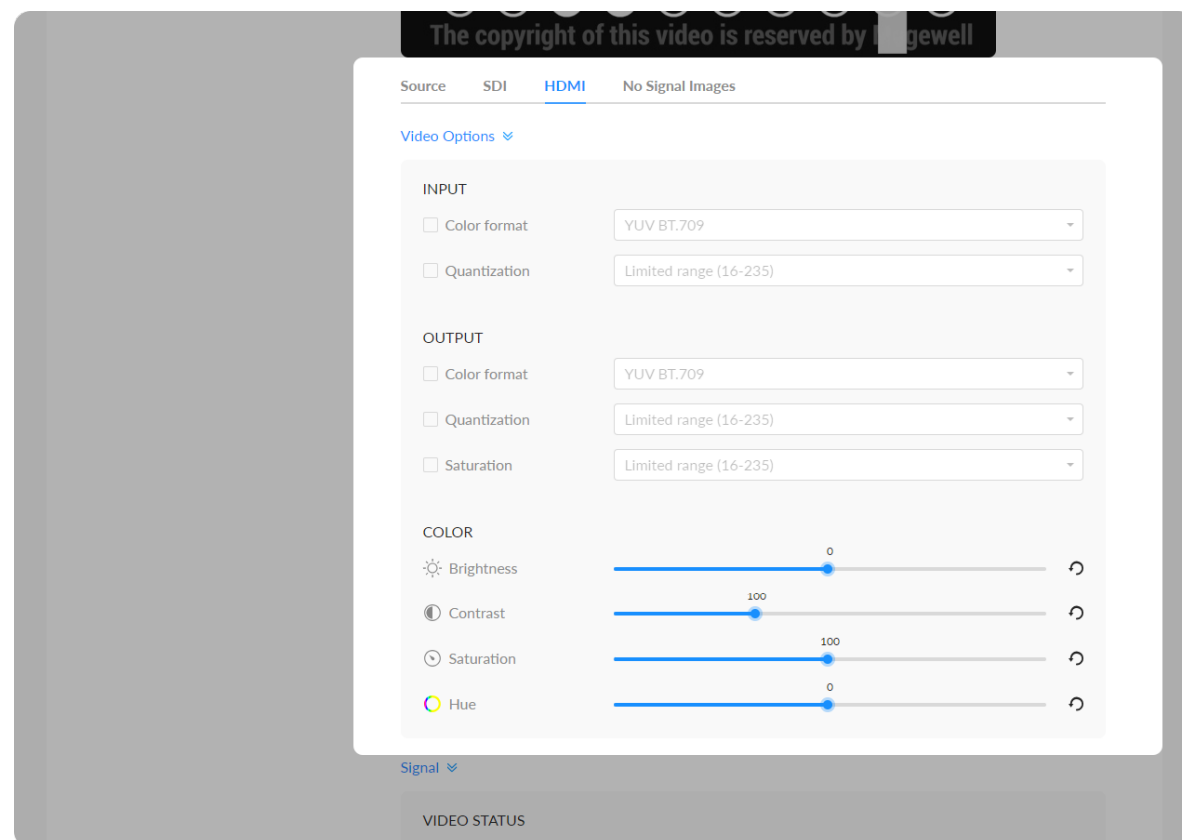 The copyright of this video is reserved by M gewell
Source SDI HDMI No Signal Images
Video Options
INPUT
Color format YUV BT.709
Quantization Limited range (16-235)
OUTPUT
Color format YUV BT.709
Quantization Limited range (16-235)
Saturation Limited range (16-235)
COLOR
0
Brightness
100
Contrast
100
Saturation
0
Hue
Signal
VIDEO STATUS